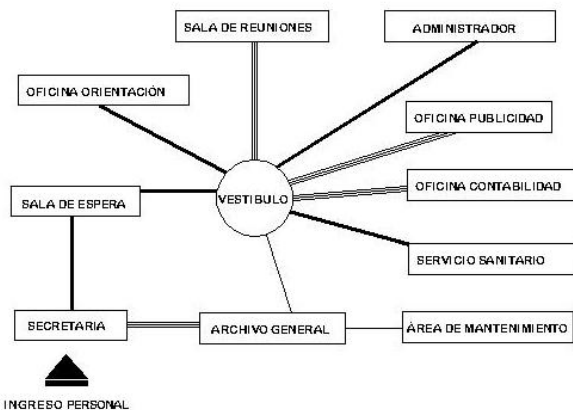 SALA DE REUNIONES
ADMINISTRADOR
OFICINA ORIENTACIÓN
OFICINA PUBLICIDAD
OFICINA CONTABILIDAD
VESTIBULO
SALA DE ESPERA
SERVICIO SANITARIO
SECRETARIA
ARCHIVO GENERAL
ÁREA DE MANTENIMIENTO
INGRESO PERSONAL